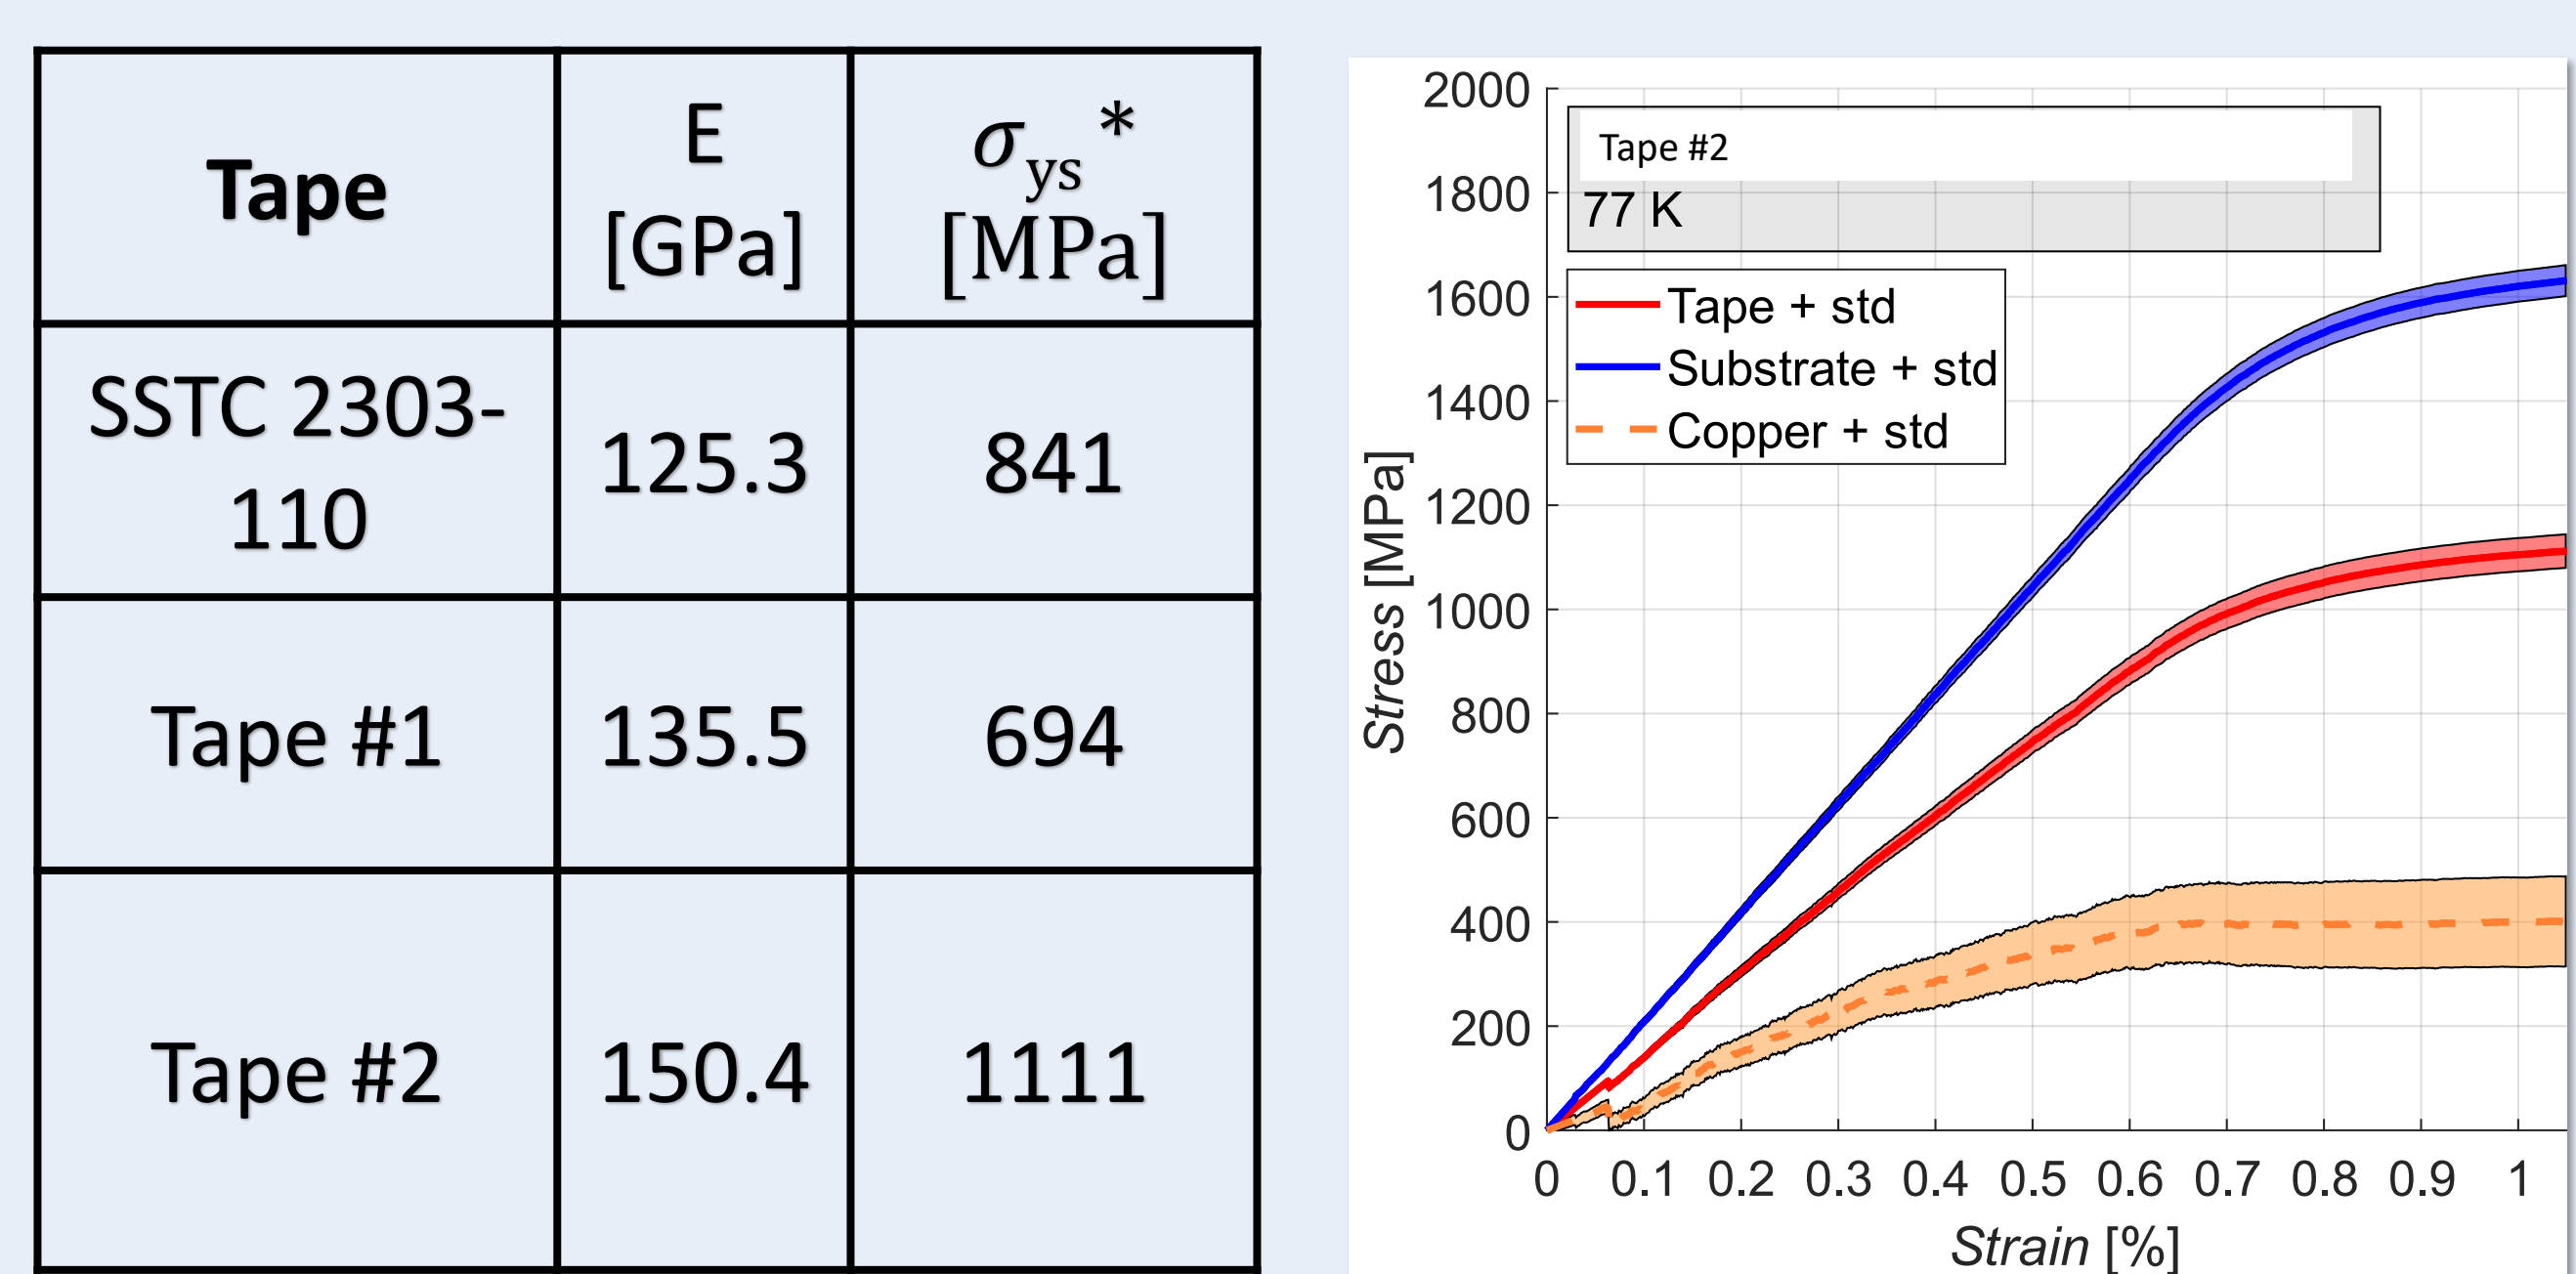 Tape
E
[GPa]
σys *
[MPa]
SSTC 2303-
110
125.3
841
Tape #1
135.5
694
Tape #2
150.4
1111
2000
1800
1600
1400
1200
1000
800
600
400
200
0
Stress [MPa]
Tape #2
77 K
Tape + std
Substrate + std
Copper + std
0 0.1 0.2 0.3 0.4 0.5 0.6 0.7 0.8 0.9 1
Strain [%]